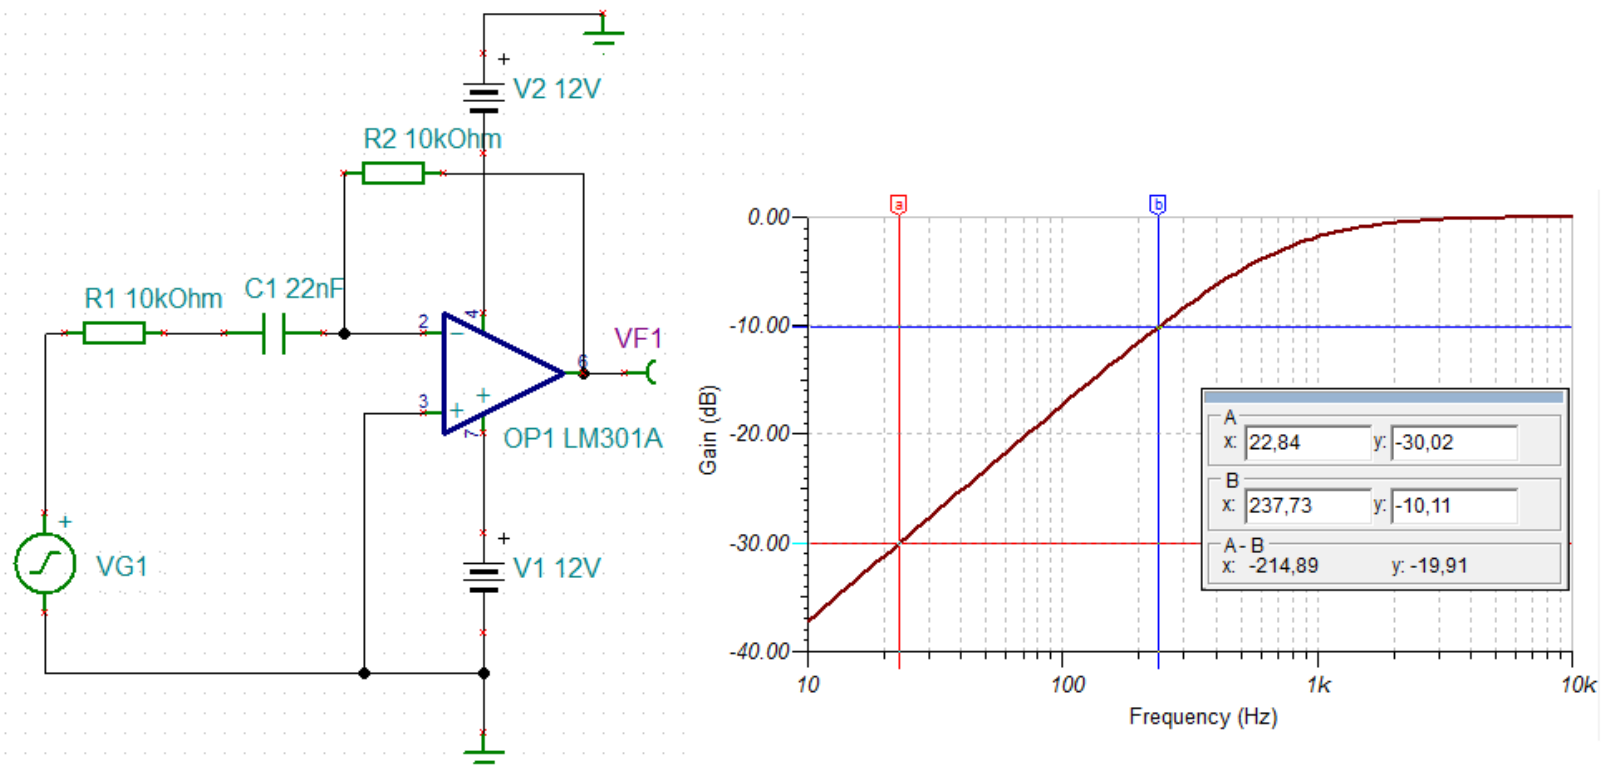 +
V2 12V
R2 10kOhm
R1 10kOhm
C1 22nF
2
4
-
3
+
+
7
6
VF1
OP1 LM301A
+
VG1
+
V1 12V
a
b
0.00
-10.00
-20.00
-30.00
-40.00
Gain (dB)
10
100
1k
10k
Frequency (Hz)
A
x: 22,84 y: -30,02
B
x: 237,73 y: -10,11
A - B
x: -214,89 y: -19,91